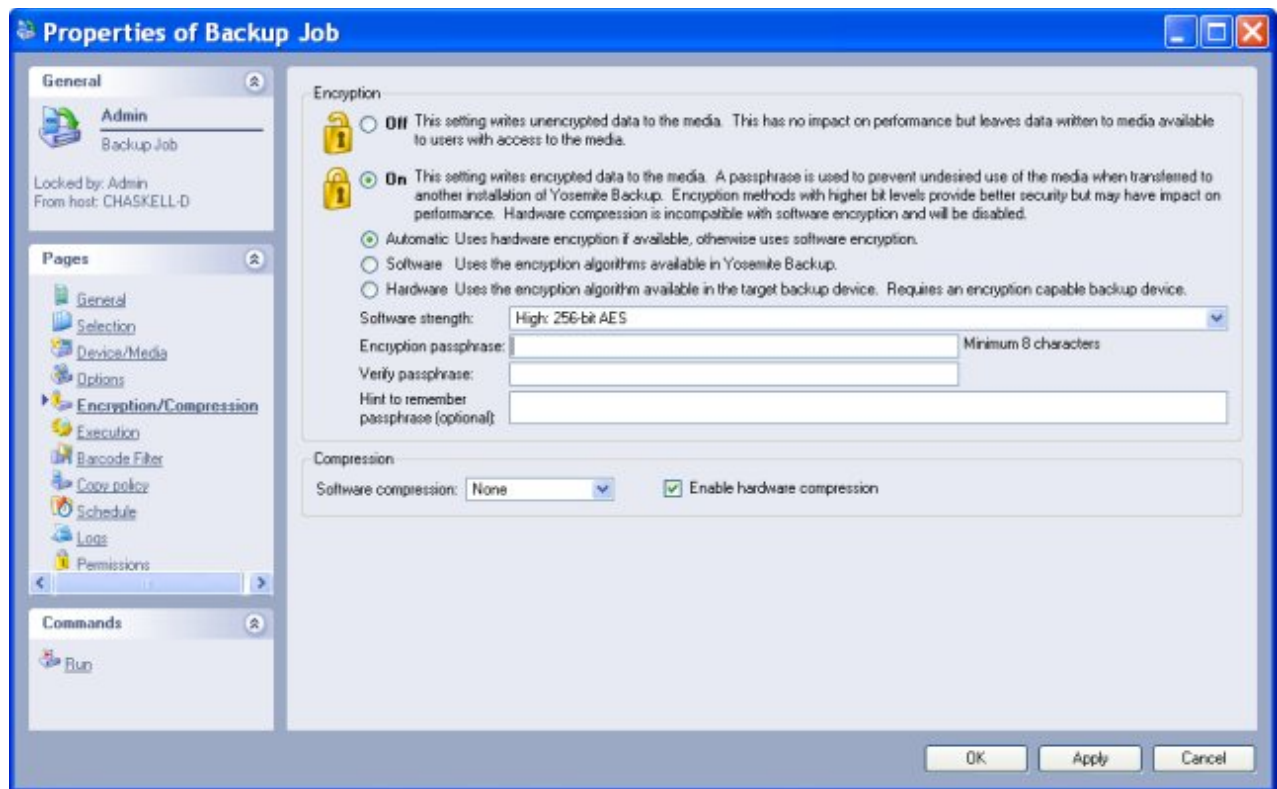 Properties of Backup Job
General
Admin
Backup Job
Locked by: Admin
From host: CHASKELL-D
Pages
General
Selection
Device/Media
Options
Encryption/Compression
Execution
Barcode Filter
Copy policy
Schedule
Logs
Permissions
Commands
Run
Encryption
Off This setting writes unencrypted data to the media. This has no impact on performance but leaves data written to media available
to users with access to the media.
On This setting writes encrypted data to the media. A passphrase is used to prevent undesired use of the media when transferred to
another installation of Yosemite Backup. Encryption methods with higher bit levels provide better security but may have impact on
performance. Hardware compression is incompatible with software encryption and will be disabled.
Automatic Uses hardware encryption if available, otherwise uses software encryption.
Software Uses the encryption algorithms available in Yosemite Backup.
Hardware Uses the encryption algorithm available in the target backup device. Requires an encryption capable backup device.
Software strength: High: 256-bit AES
Encryption passphrase: Minimum 8 characters
Verify passphrase:
Hint to remember
passphrase (optional):
Compression
Software compression: None Enable hardware compression
OK Apply Cancel